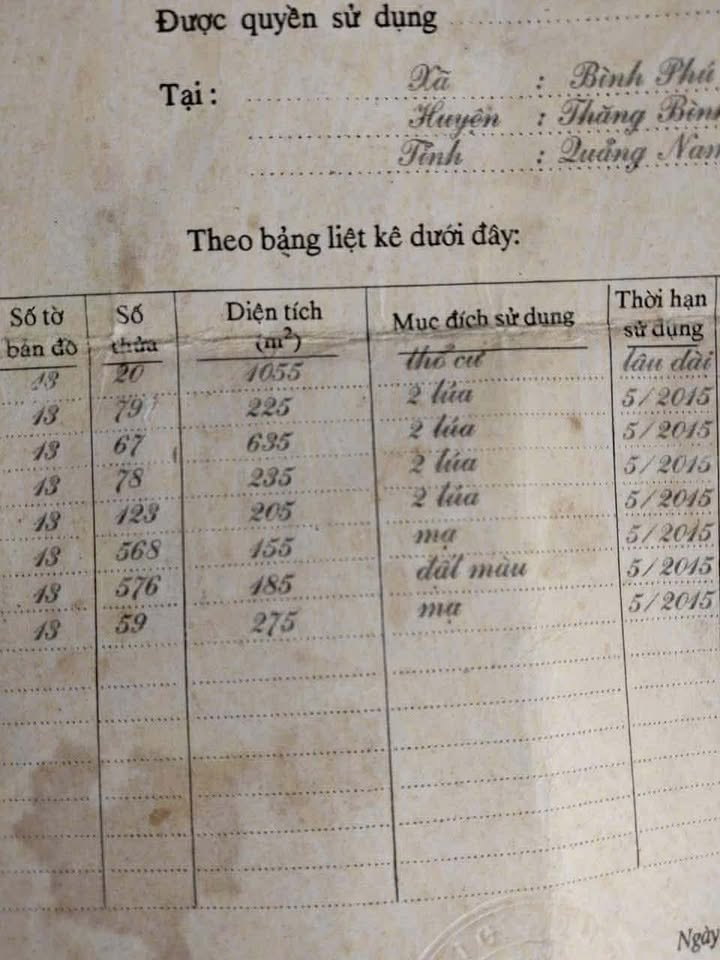 Được quyền sử dụng
Tại : Xã : Bình Phú
Huyện : Thăng Bình
Tỉnh : Quảng Nam
Theo bảng liệt kê dưới đây:
Số tờ bản đồ Số thửa Diện tích (m²) Mục đích sử dụng Thời hạn sử dụng
13 20 1055 thổ cư lâu dài
13 79 225 2 lúa 5/2015
13 67 635 2 lúa 5/2015
13 78 235 2 lúa 5/2015
13 123 205 2 lúa 5/2015
13 568 155 mạ 5/2015
13 576 485 đất màu 5/2015
13 59 275 mạ 5/2015
Ngày